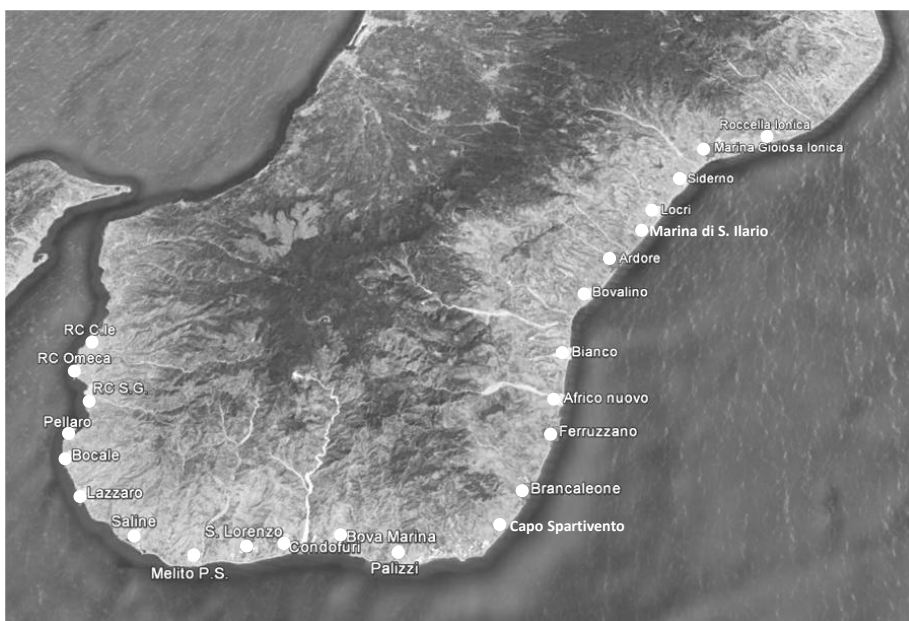 Roccella Ionica
Marina Gioiosa Ionica
Siderno
Locri
Marina di S. Ilario
Ardore
Bovalino
RC C.le
Bianco
RC Omeca
RC S.G.
Africo nuovo
Pellaro
Ferruzzano
Bocale
Lazzaro
Brancaleone
Saline
Capo Spartivento
S. Lorenzo
Bova Marina
Condofuri
Palizzi
Melito P.S.